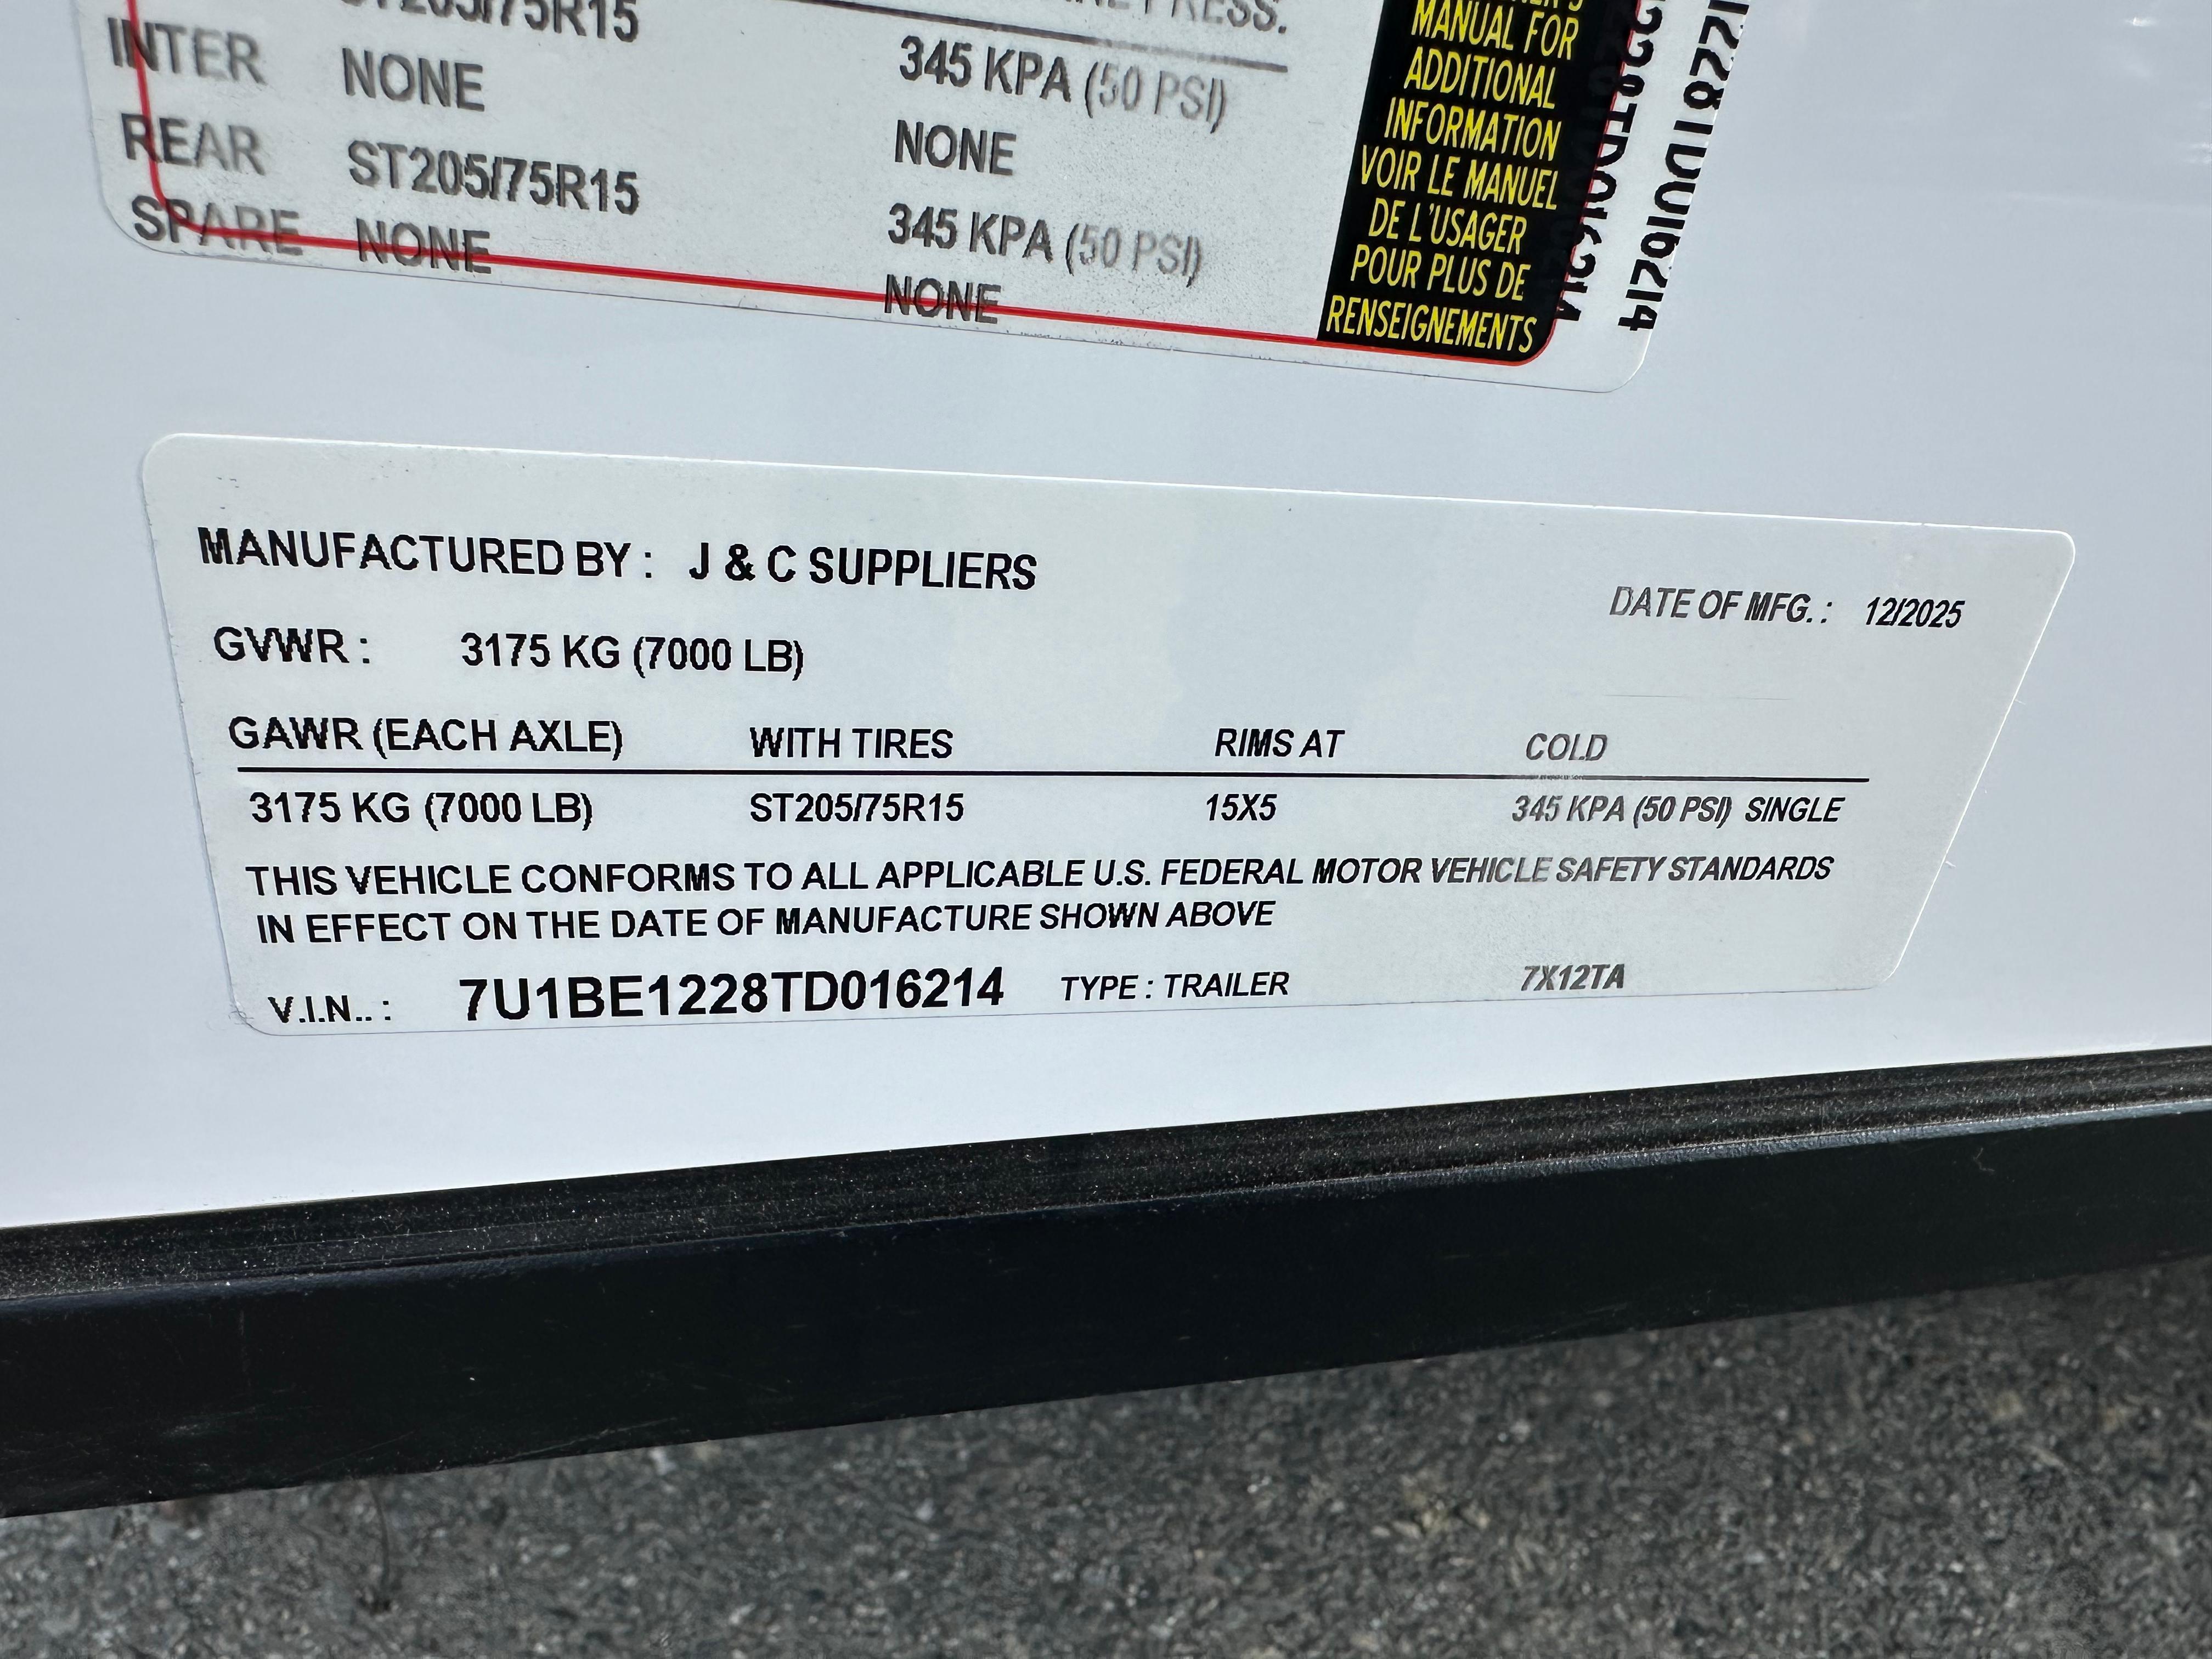 ST205/75R15
INTER NONE 345 KPA (50 PSI)
REAR ST205/75R15 NONE
SPARE NONE 345 KPA (50 PSI)
NONE
MANUAL FOR
ADDITIONAL
INFORMATION
VOIR LE MANUEL
DE L'USAGER
POUR PLUS DE
RENSEIGNEMENTS
MANUFACTURED BY : J & C SUPPLIERS
DATE OF MFG. : 12/2025
GVWR : 3175 KG (7000 LB)
GAWR (EACH AXLE) WITH TIRES RIMS AT COLD
3175 KG (7000 LB) ST205/75R15 15X5 345 KPA (50 PSI) SINGLE
THIS VEHICLE CONFORMS TO ALL APPLICABLE U.S. FEDERAL MOTOR VEHICLE SAFETY STANDARDS
IN EFFECT ON THE DATE OF MANUFACTURE SHOWN ABOVE
V.I.N.. : 7U1BE1228TD016214 TYPE : TRAILER 7X12TA